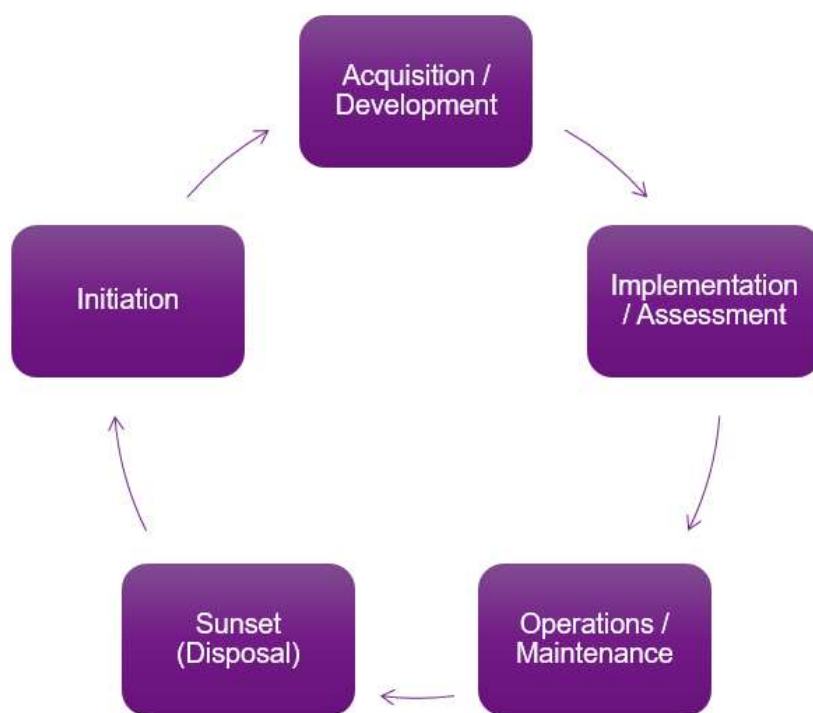 Acquisition /
Development
Initiation
Implementation
/ Assessment
Sunset
(Disposal)
Operations /
Maintenance